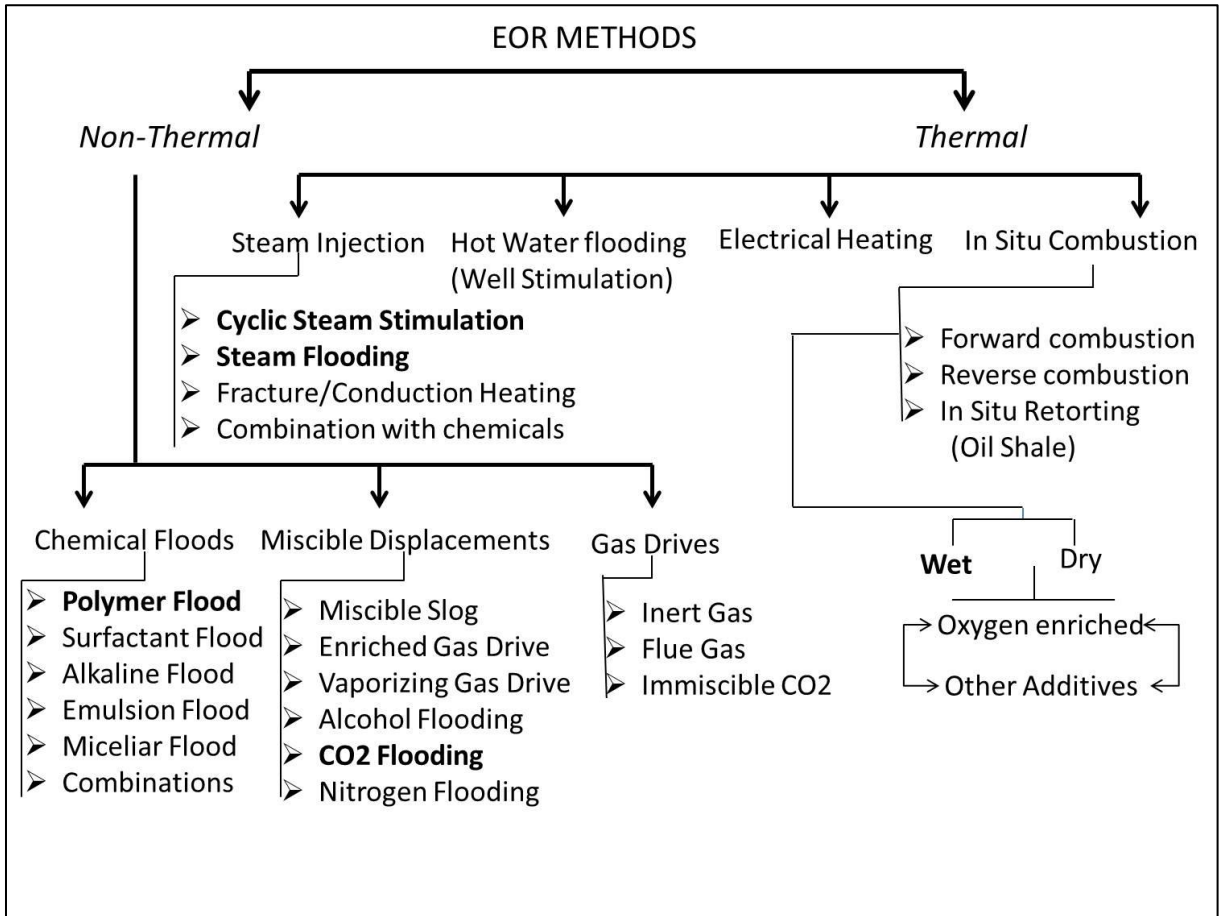 EOR METHODS
Non-Thermal
Thermal
Steam Injection
Hot Water flooding
(Well Stimulation)
Electrical Heating
In Situ Combustion
Cyclic Steam Stimulation
Steam Flooding
Fracture/Conduction Heating
Combination with chemicals
Forward combustion
Reverse combustion
In Situ Retorting
(Oil Shale)
Wet
Dry
Oxygen enriched
Other Additives
Chemical Floods
Polymer Flood
Surfactant Flood
Alkaline Flood
Emulsion Flood
Miceliar Flood
Combinations
Miscible Displacements
Miscible Slog
Enriched Gas Drive
Vaporizing Gas Drive
Alcohol Flooding
CO2 Flooding
Nitrogen Flooding
Gas Drives
Inert Gas
Flue Gas
Immiscible CO2